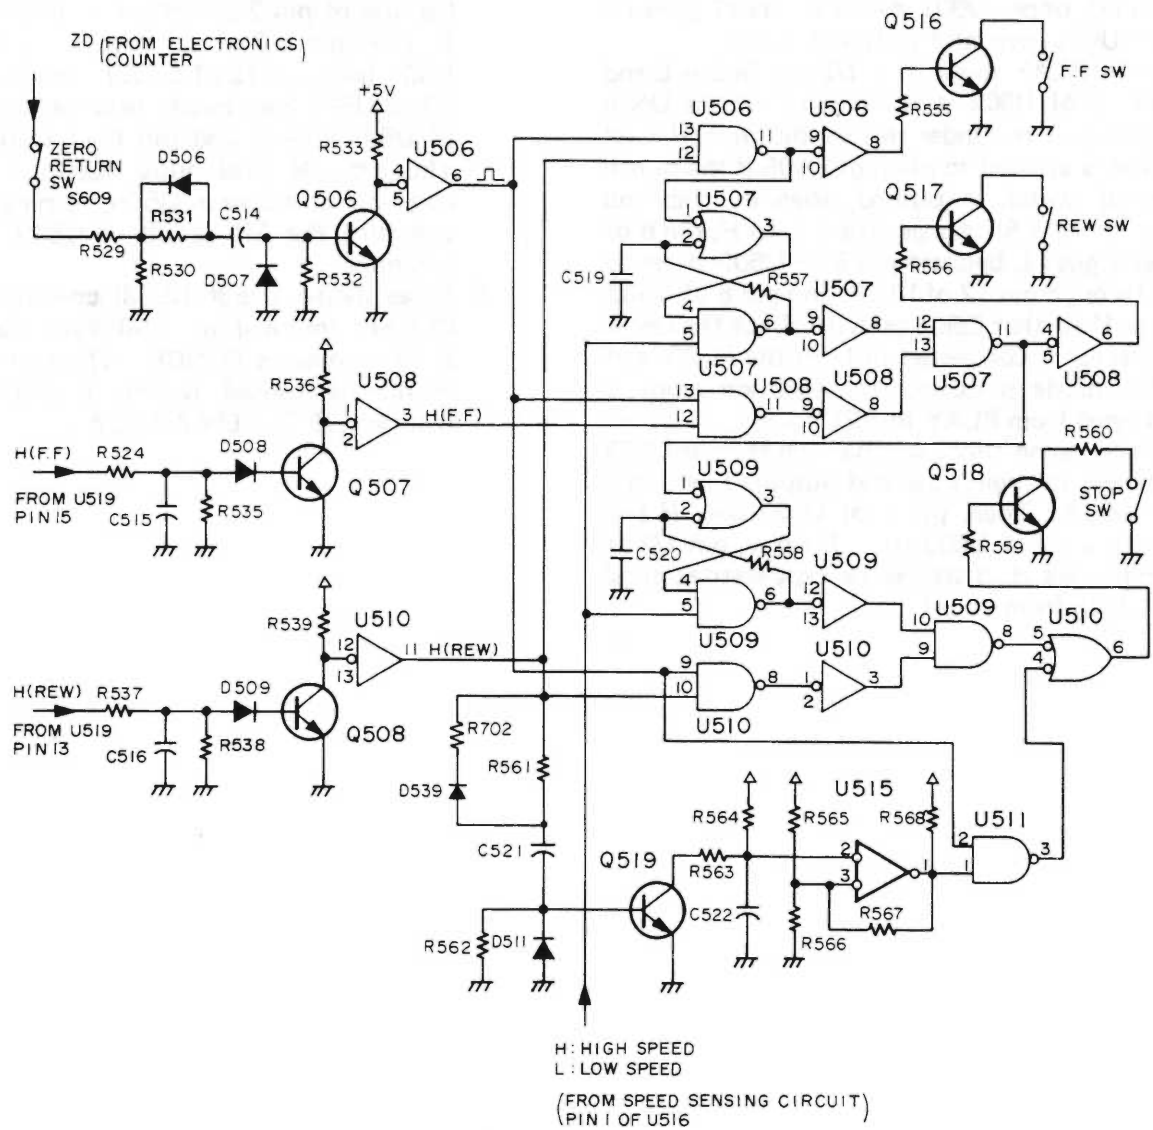 ZD (FROM ELECTRONICS)
COUNTER
ZERO
RETURN
SW
S609
D506
R531
C514
R529
R530
D507
R532
Q506
+5V
R533
U506
4
5
6
U506
13
12
11
U506
9
10
8
R555
Q516
F.F SW
Q517
REW SW
R556
U507
1
2
3
C519
R557
4
5
6
U507
U507
9
10
8
12
13
11
U507
4
5
6
U508
R536
U508
1
2
3
H(F.F)
13
12
11
U508
9
10
8
U508
H(F.F)
FROM U519
PIN15
R524
C515
R535
D508
Q507
U509
1
2
3
C520
R558
4
5
6
U509
U509
12
13
11
R560
Q518
STOP
SW
R559
10
9
8
U509
5
4
6
U510
R539
U510
12
13
11
H(REW)
9
10
8
U510
U510
1
2
3
H(REW)
FROM U519
PIN13
R537
C516
R538
D509
Q508
R702
D539
R561
C521
R562
D511
Q519
R563
R564
C522
R565
R566
U515
2
3
1
R567
R568
U511
2
1
3
H: HIGH SPEED
L : LOW SPEED
(FROM SPEED SENSING CIRCUIT)
PIN 1 OF U516